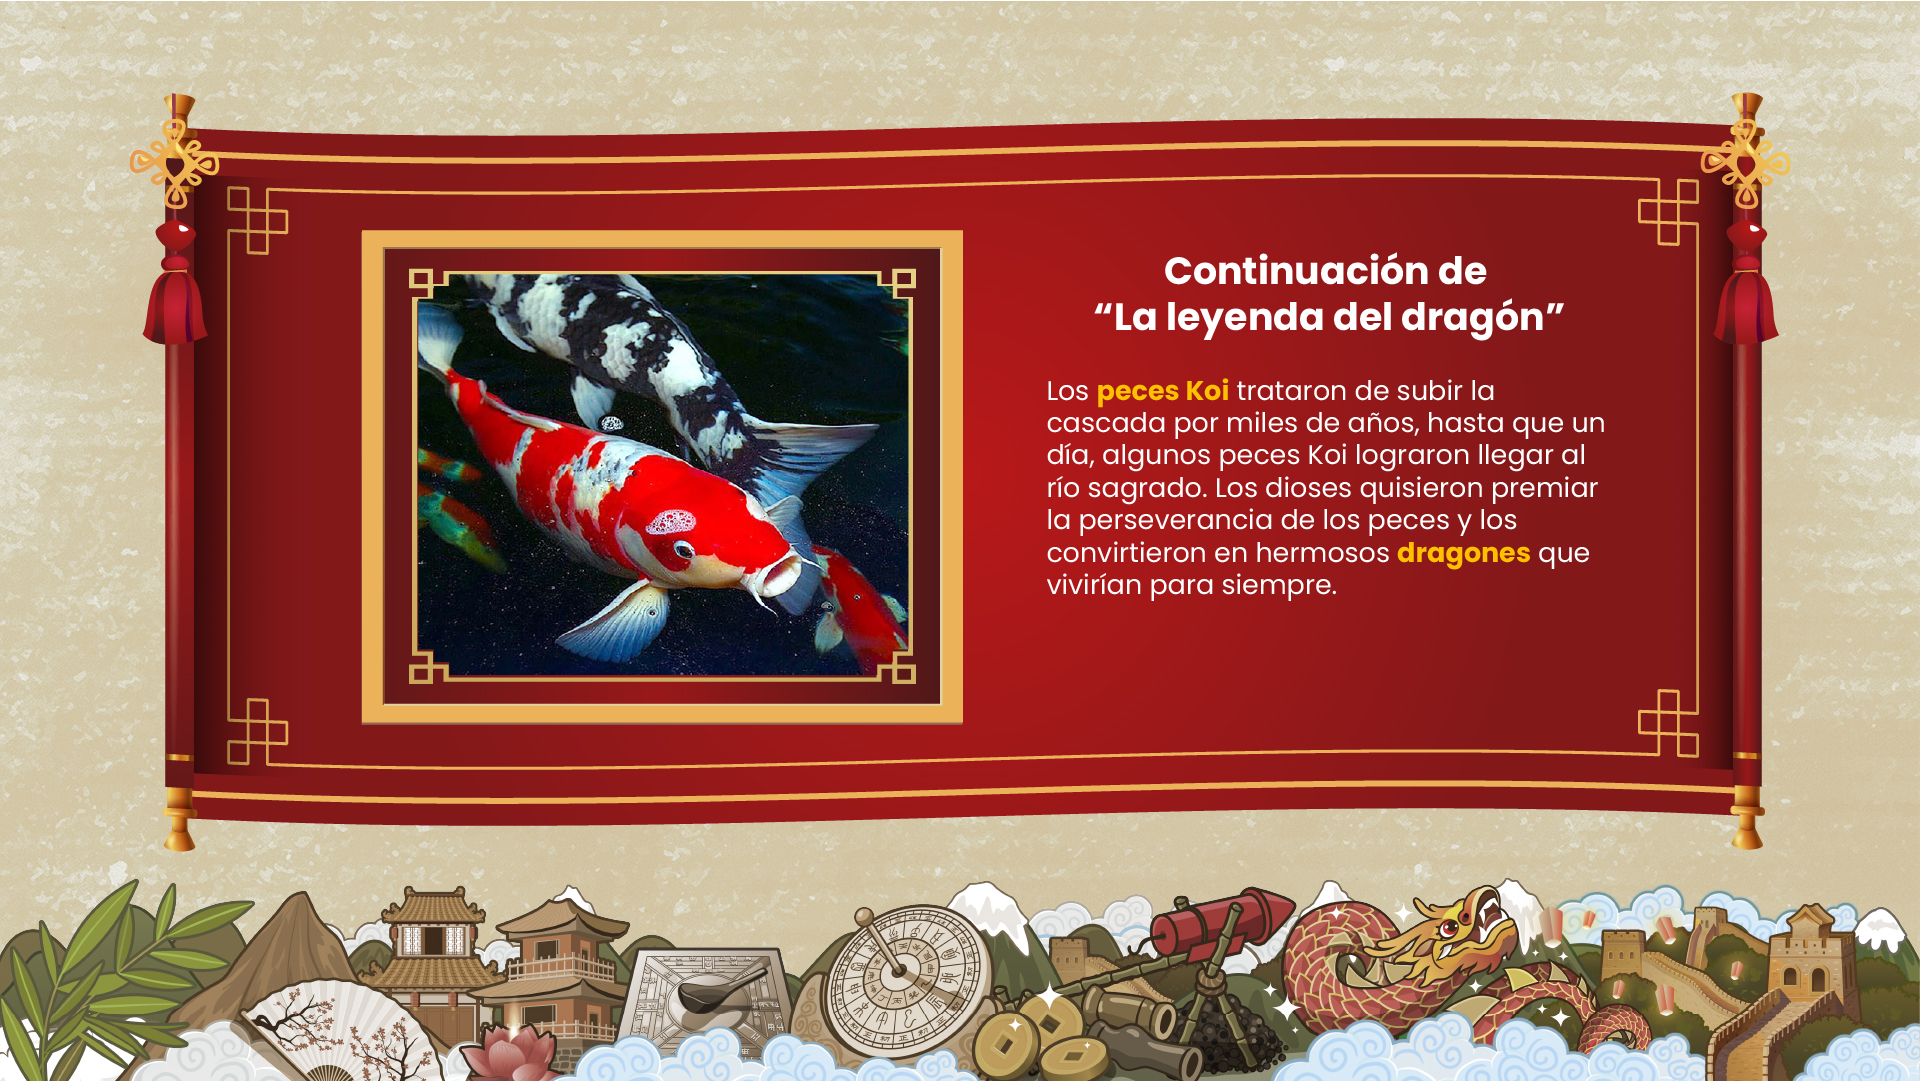 Continuación de
“La leyenda del dragón”
Los peces Koi trataron de subir la
cascada por miles de años, hasta que un
día, algunos peces Koi lograron llegar al
río sagrado. Los dioses quisieron premiar
la perseverancia de los peces y los
convirtieron en hermosos dragones que
vivirían para siempre.